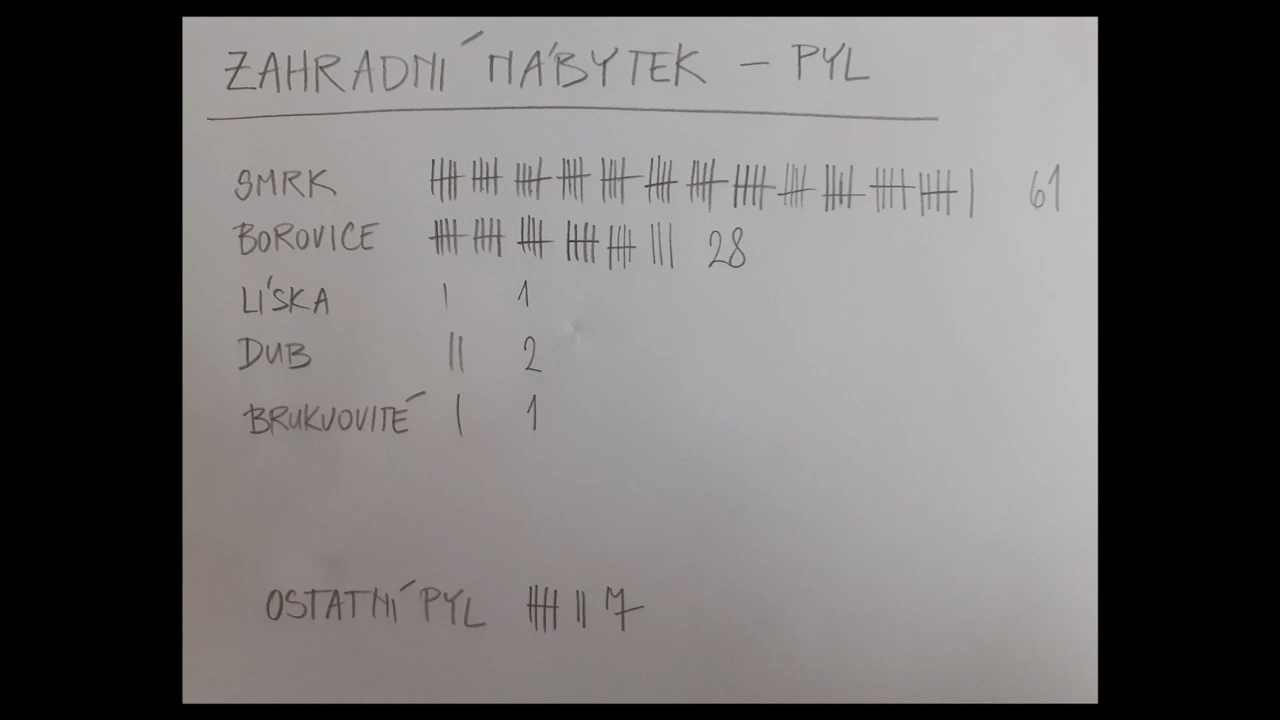 ZAHRADNÍ NÁBYTEK – PYL
SMRK 61
BOROVICE 28
LÍSKA 1
DUB 2
BRUKVOVITÉ 1
OSTATNÍ PYL 7